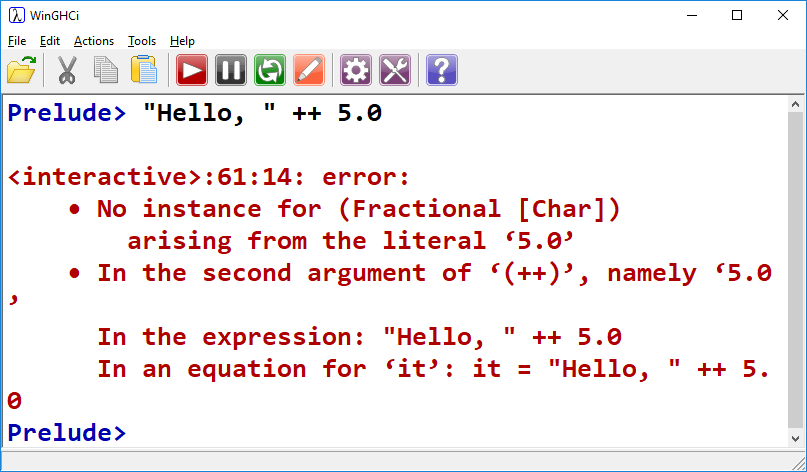 WinGHCi
File Edit Actions Tools Help
Prelude> "Hello, " ++ 5.0
<interactive>:61:14: error:
• No instance for (Fractional [Char])
arising from the literal ‘5.0’
• In the second argument of ‘(++)’, namely ‘5.0
’
In the expression: "Hello, " ++ 5.0
In an equation for ‘it’: it = "Hello, " ++ 5.
0
Prelude>